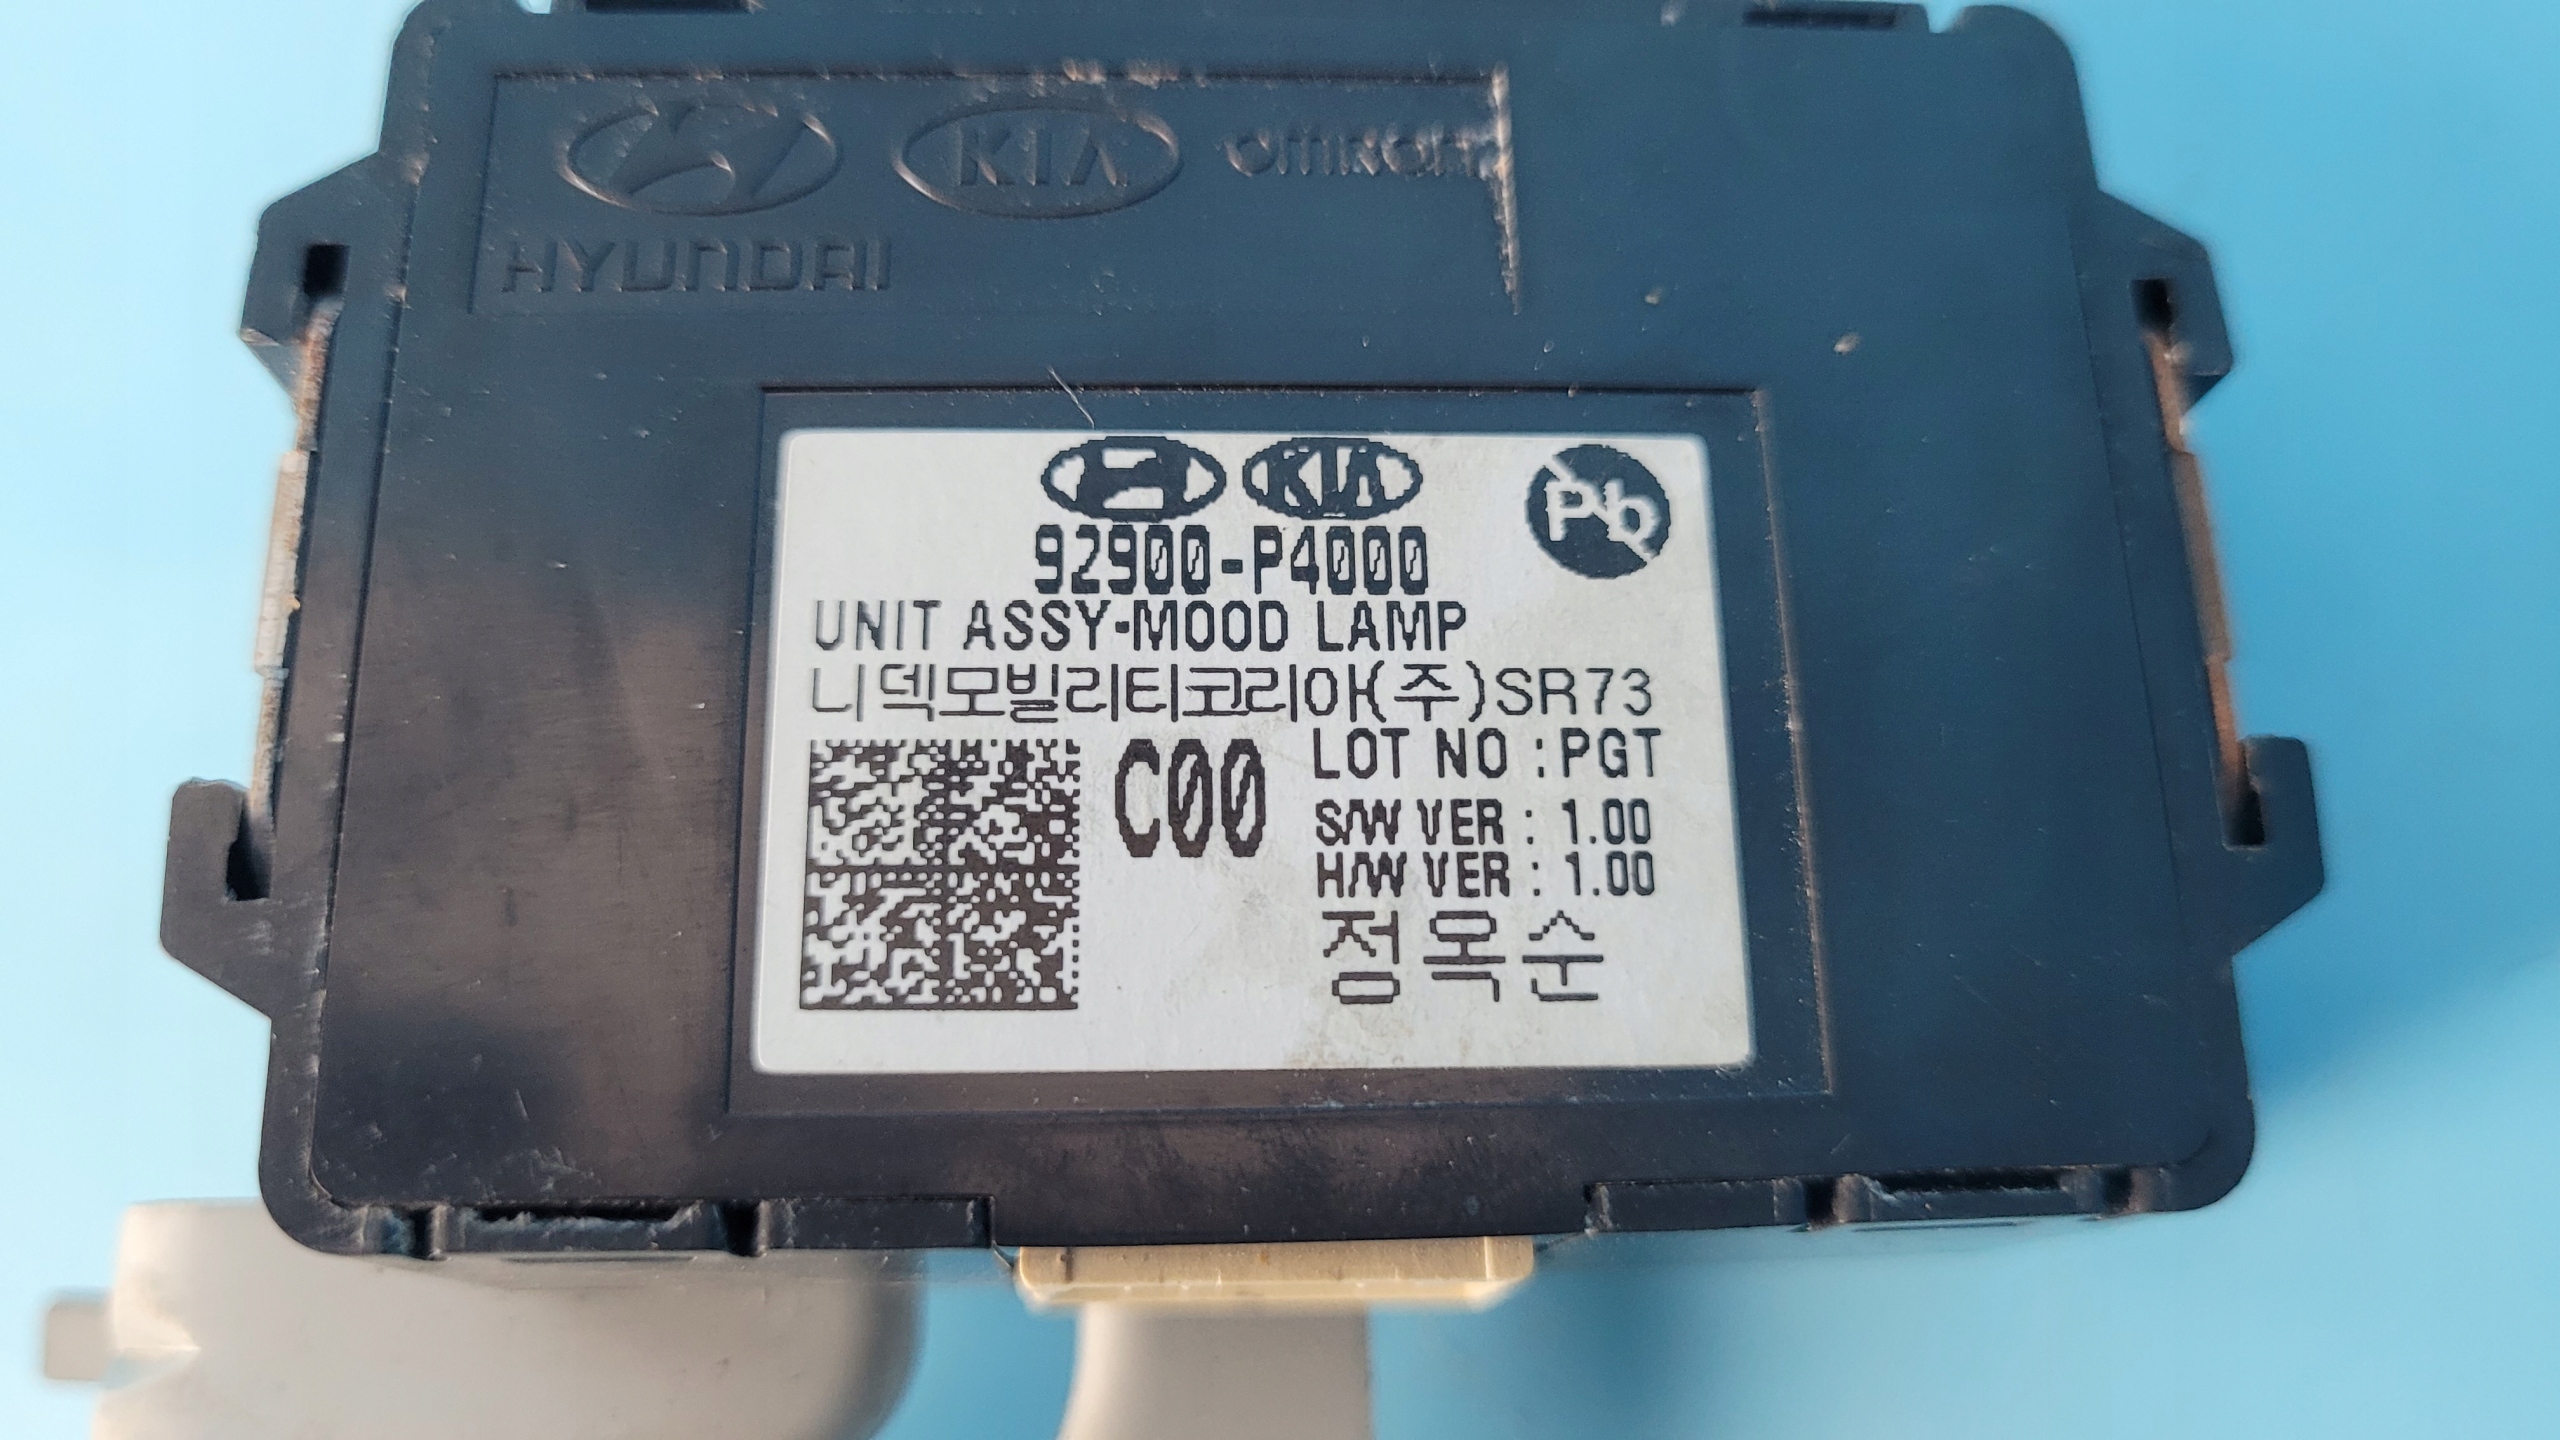 KIA omron
HYUNDAI
KIA
Pb
92900-P4000
UNIT ASSY-MOOD LAMP
니덱모빌리티코리아(주)SR73
C00
LOT NO : PGT
S/W VER : 1.00
H/W VER : 1.00
정옥순